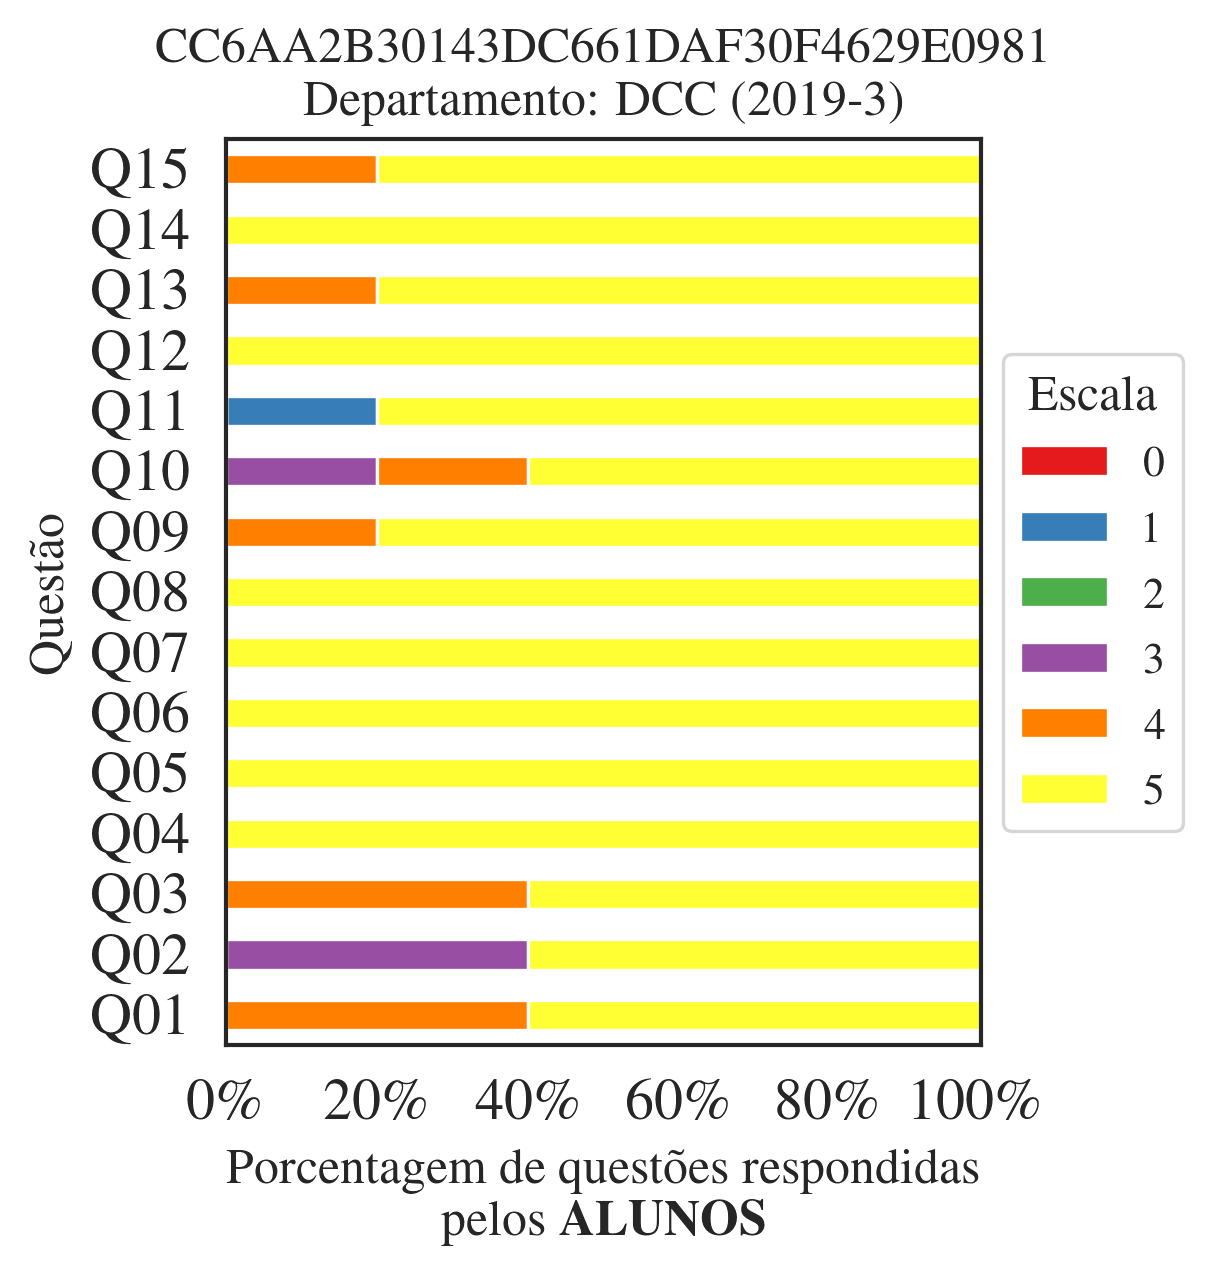 CC6AA2B30143DC661DAF30F4629E0981
Departamento: DCC (2019-3)
Q15
Q14
Q13
Q12
Q11
Q10
Q09
Q08
Q07
Q06
Q05
Q04
Q03
Q02
Q01
Questão
0% 20% 40% 60% 80% 100%
Porcentagem de questões respondidas
pelos ALUNOS
Escala
0
1
2
3
4
5